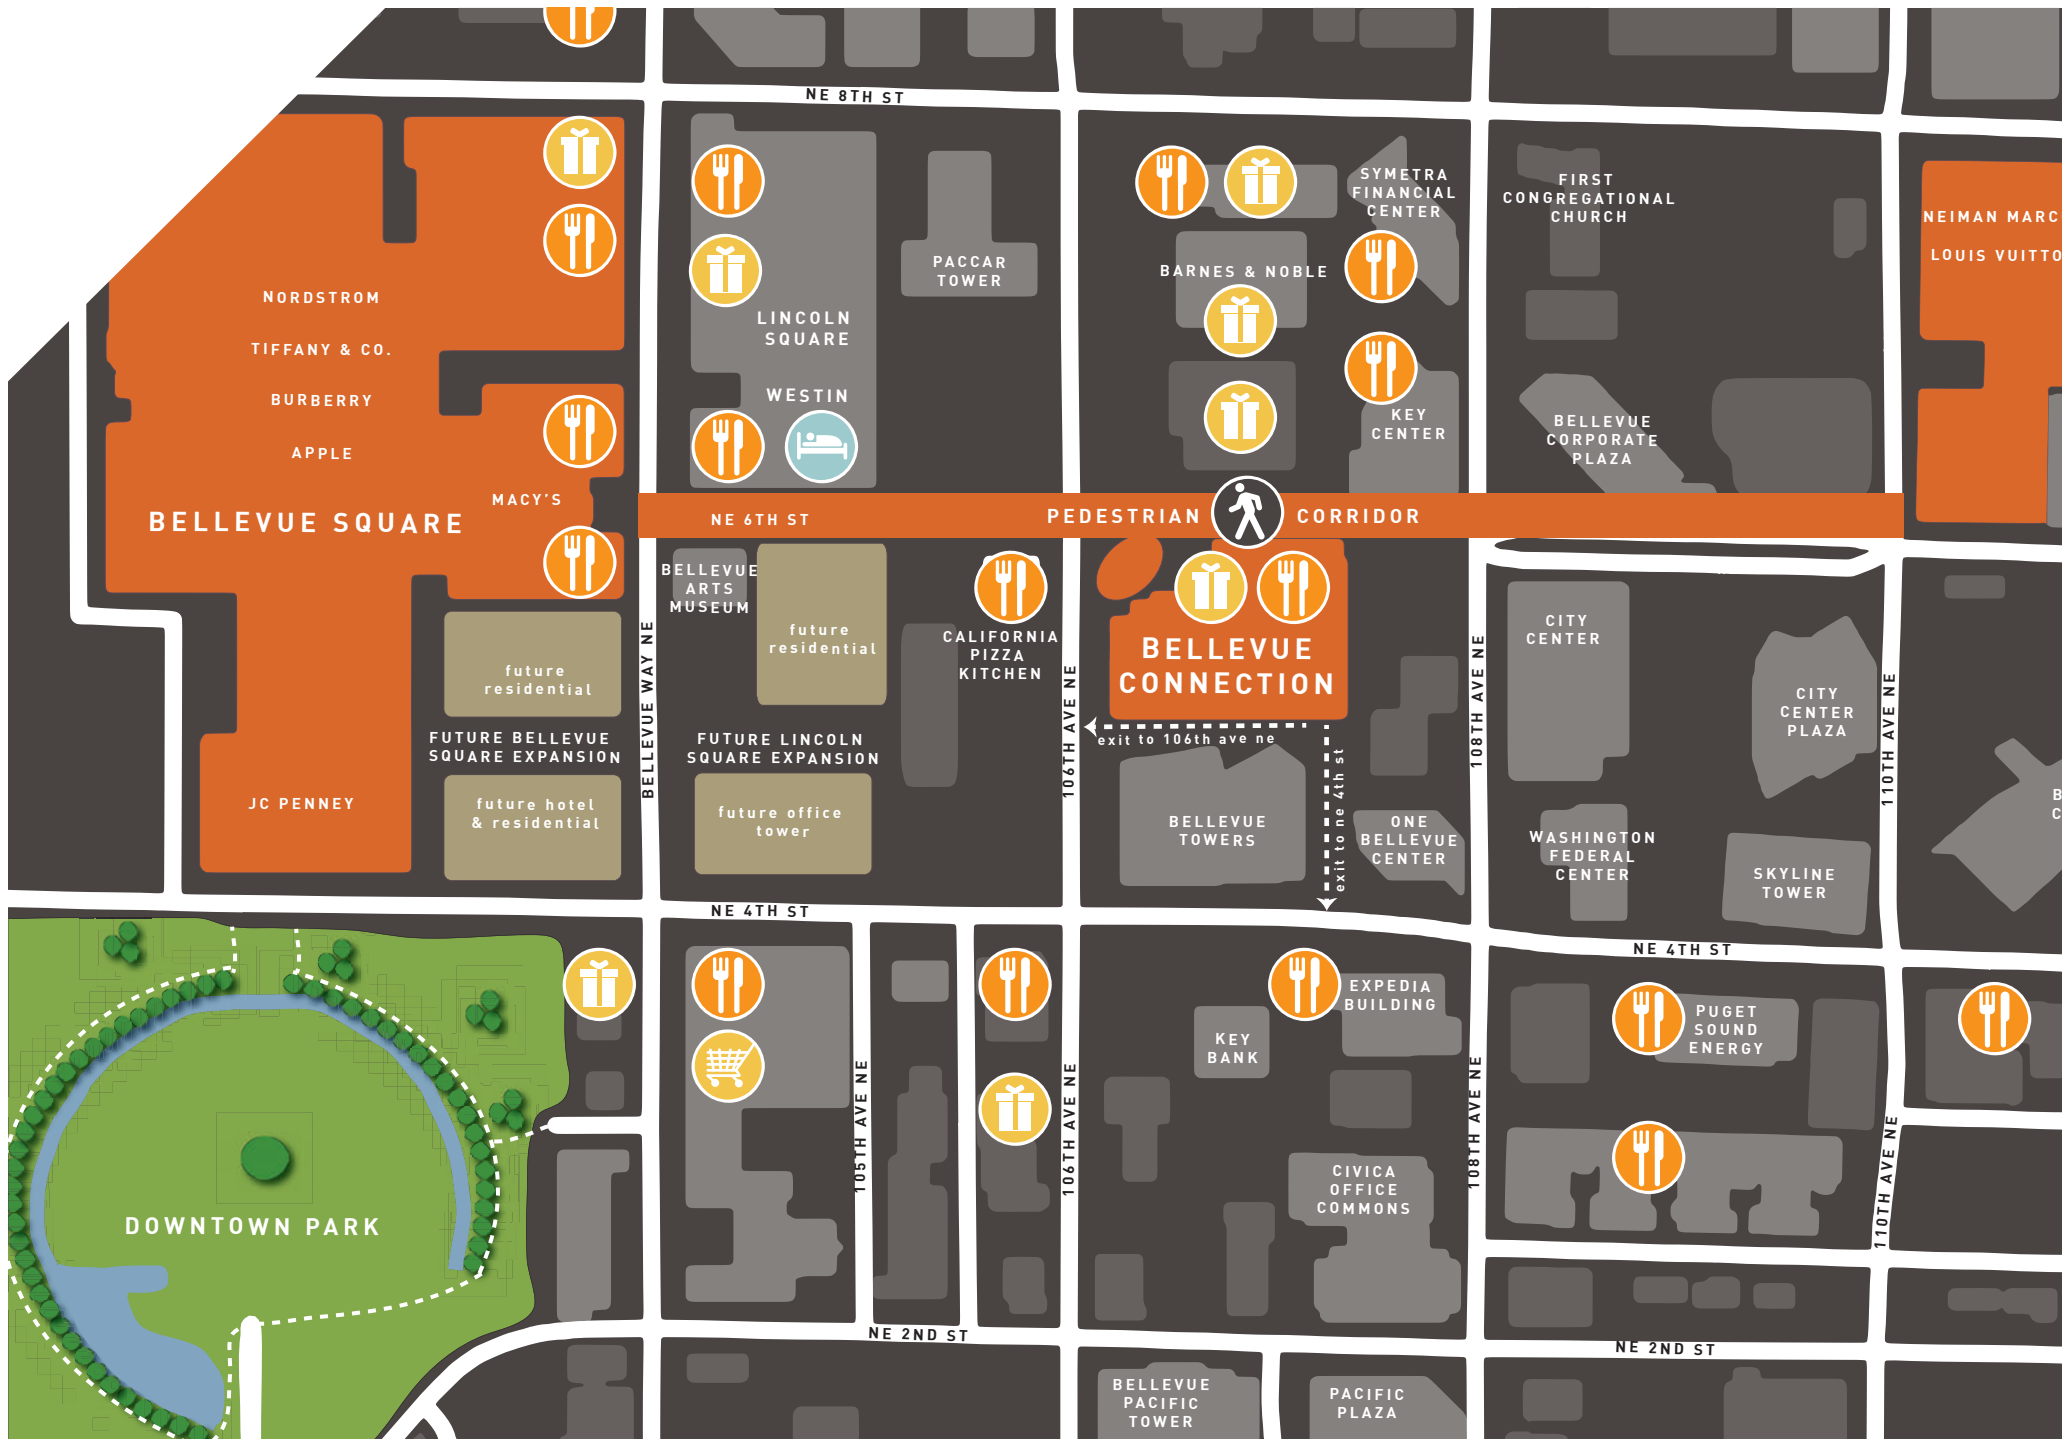 NE 8TH ST
NORDSTROM
TIFFANY & CO.
BURBERRY
APPLE
MACY'S
BELLEVUE SQUARE
JC PENNEY
LINCOLN
SQUARE
WESTIN
PACCAR
TOWER
SYMETRA
FINANCIAL
CENTER
BARNES & NOBLE
KEY
CENTER
FIRST
CONGREGATIONAL
CHURCH
BELLEVUE
CORPORATE
PLAZA
NEIMAN MARC
LOUIS VUITTO
NE 6TH ST
PEDESTRIAN
CORRIDOR
BELLEVUE
ARTS
MUSEUM
future
residential
CALIFORNIA
PIZZA
KITCHEN
BELLEVUE
CONNECTION
exit to 106th ave ne
exit to ne 4th st
CITY
CENTER
CITY
CENTER
PLAZA
future
residential
FUTURE BELLEVUE
SQUARE EXPANSION
future hotel
& residential
FUTURE LINCOLN
SQUARE EXPANSION
future office
tower
BELLEVUE
TOWERS
ONE
BELLEVUE
CENTER
WASHINGTON
FEDERAL
CENTER
SKYLINE
TOWER
B
C
BELLEVUE WAY NE
106TH AVE NE
108TH AVE NE
110TH AVE NE
NE 4TH ST
NE 4TH ST
EXPEDIA
BUILDING
KEY
BANK
PUGET
SOUND
ENERGY
CIVICA
OFFICE
COMMONS
DOWNTOWN PARK
105TH AVE NE
106TH AVE NE
108TH AVE NE
110TH AVE NE
NE 2ND ST
NE 2ND ST
BELLEVUE
PACIFIC
TOWER
PACIFIC
PLAZA